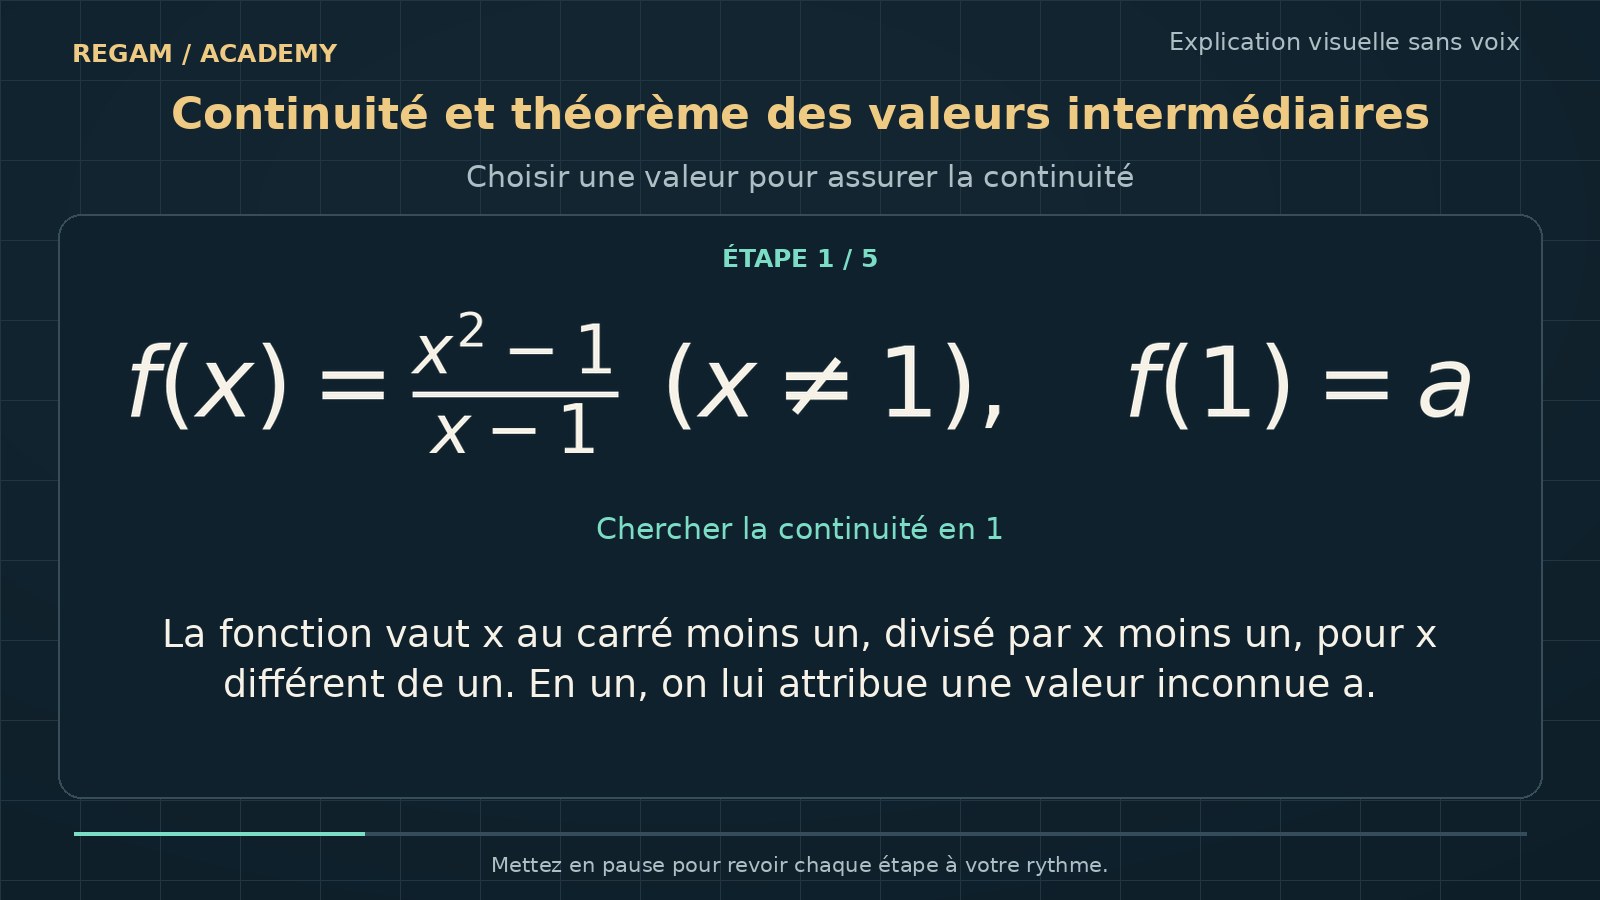 REGAM / ACADEMY
Explication visuelle sans voix
Continuité et théorème des valeurs intermédiaires
Choisir une valeur pour assurer la continuité
ÉTAPE 1 / 5
f(x) = \frac{x^2 − 1}{x − 1} (x ≠ 1), f(1) = a
Chercher la continuité en 1
La fonction vaut x au carré moins un, divisé par x moins un, pour x
différent de un. En un, on lui attribue une valeur inconnue a.
Mettez en pause pour revoir chaque étape à votre rythme.